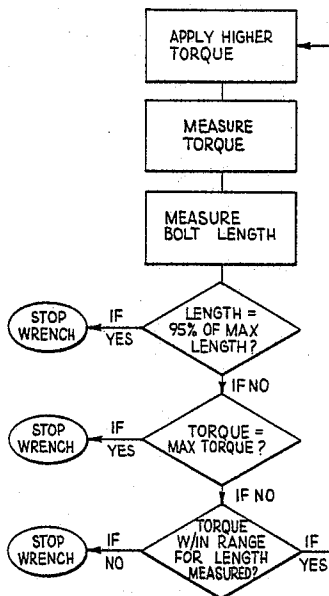 APPLY HIGHER
TORQUE
MEASURE
TORQUE
MEASURE
BOLT LENGTH
LENGTH =
95% OF MAX
LENGTH?
IF
YES
STOP
WRENCH
IF NO
TORQUE =
MAX TORQUE?
IF
YES
STOP
WRENCH
IF NO
TORQUE
W/IN RANGE
FOR LENGTH
MEASURED?
IF
NO
STOP
WRENCH
IF
YES